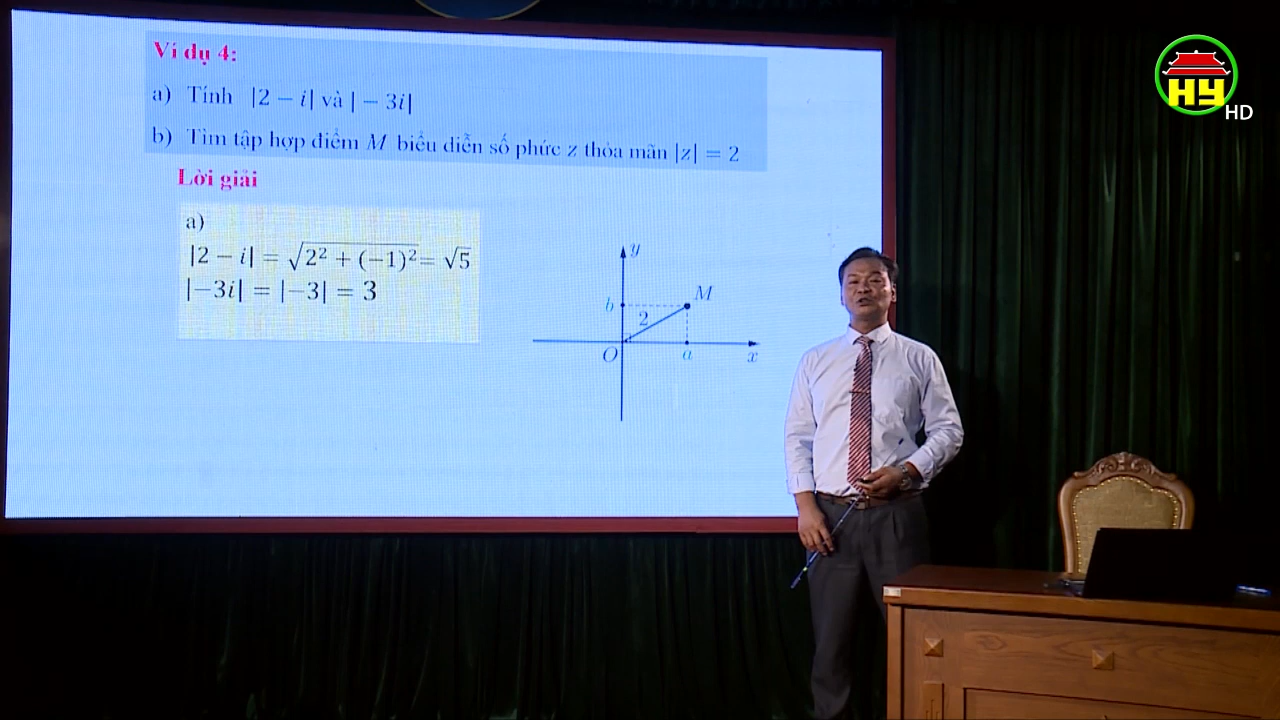 Ví dụ 4:
a) Tính |2 − i| và | − 3i|
b) Tìm tập hợp điểm M biểu diễn số phức z thỏa mãn |z| = 2
Lời giải
a)
|2 − i| = √(2² + (−1)²) = √5
|−3i| = |−3| = 3
y
b
2
M
O
a
x
HY
HD